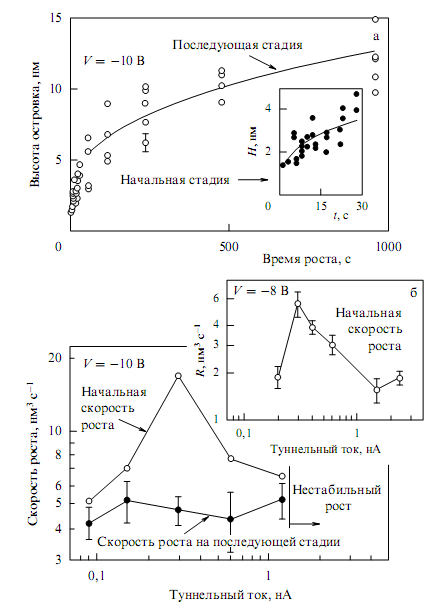 15
10
5
0
Высота островка, нм
V = −10 В
Последующая стадия
а
Начальная стадия
4
2
0
H, нм
15
30
t, с
500
1000
Время роста, с
V = −8 В
б
Начальная
скорость
роста
6
4
3
2
1
R, нм³ с⁻¹
0,1
1
Туннельный ток, нА
20
10
8
7
6
5
4
3
Скорость роста, нм³ с⁻¹
V = −10 В
Начальная
скорость
роста
Нестабильный
рост
Скорость роста на последующей стадии
0,1
1
Туннельный ток, нА